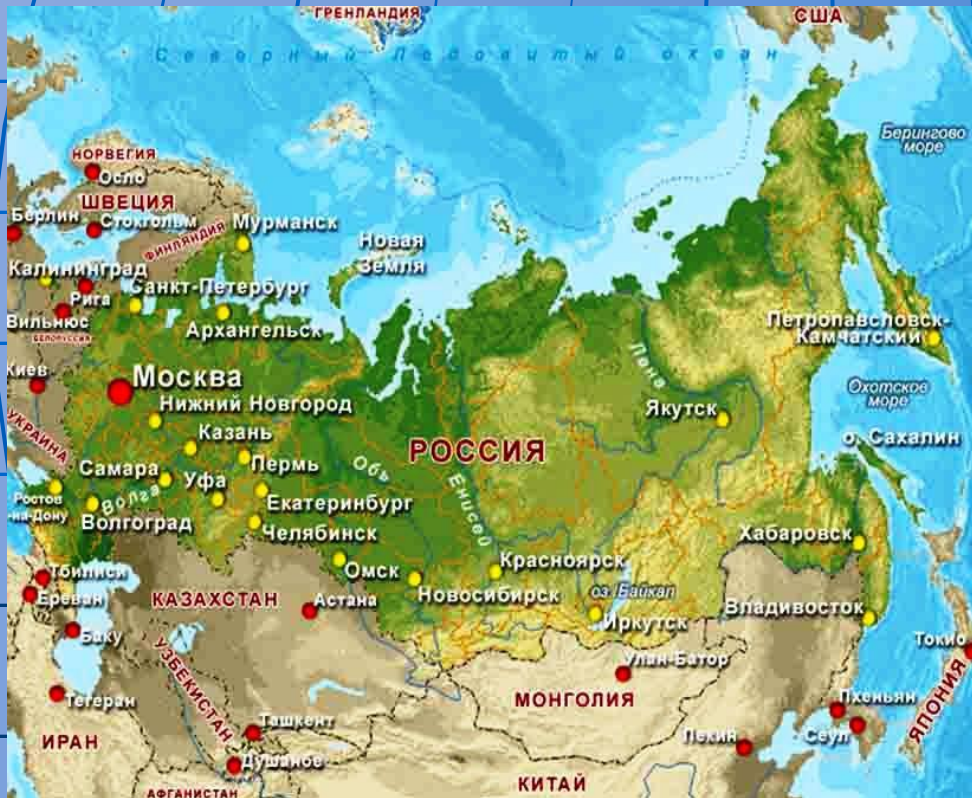 ГРЕНЛАНДИЯ
США
Северный Ледовитый океан
Берингово
море
НОРВЕГИЯ
Осло
ШВЕЦИЯ
Берлин
Стокгольм
Мурманск
ФИНЛЯНДИЯ
Новая
Земля
Калининград
Санкт-Петербург
Рига
Вильнюс
Архангельск
БЕЛОРУССИЯ
Петропавсловск-
Камчатский
Киев
Москва
Лена
Охотское
море
Нижний Новгород
Якутск
УКРАИНА
Казань
РОССИЯ
о. Сахалин
Самара
Уфа
Пермь
Обь
Енисей
Ростов
-на-Дону
Волга
Екатеринбург
Волгоград
Челябинск
Хабаровск
Тбилиси
Омск
Красноярск
Ереван
КАЗАХСТАН
Астана
Новосибирск
оз. Байкал
Владивосток
Иркутск
Баку
Токио
УЗБЕКИСТАН
Улан-Батор
Тегеран
МОНГОЛИЯ
Пхеньян
ЯПОНИЯ
Ташкент
Пекин
Сеул
ИРАН
Душанбе
КИТАЙ
АФГАНИСТАН